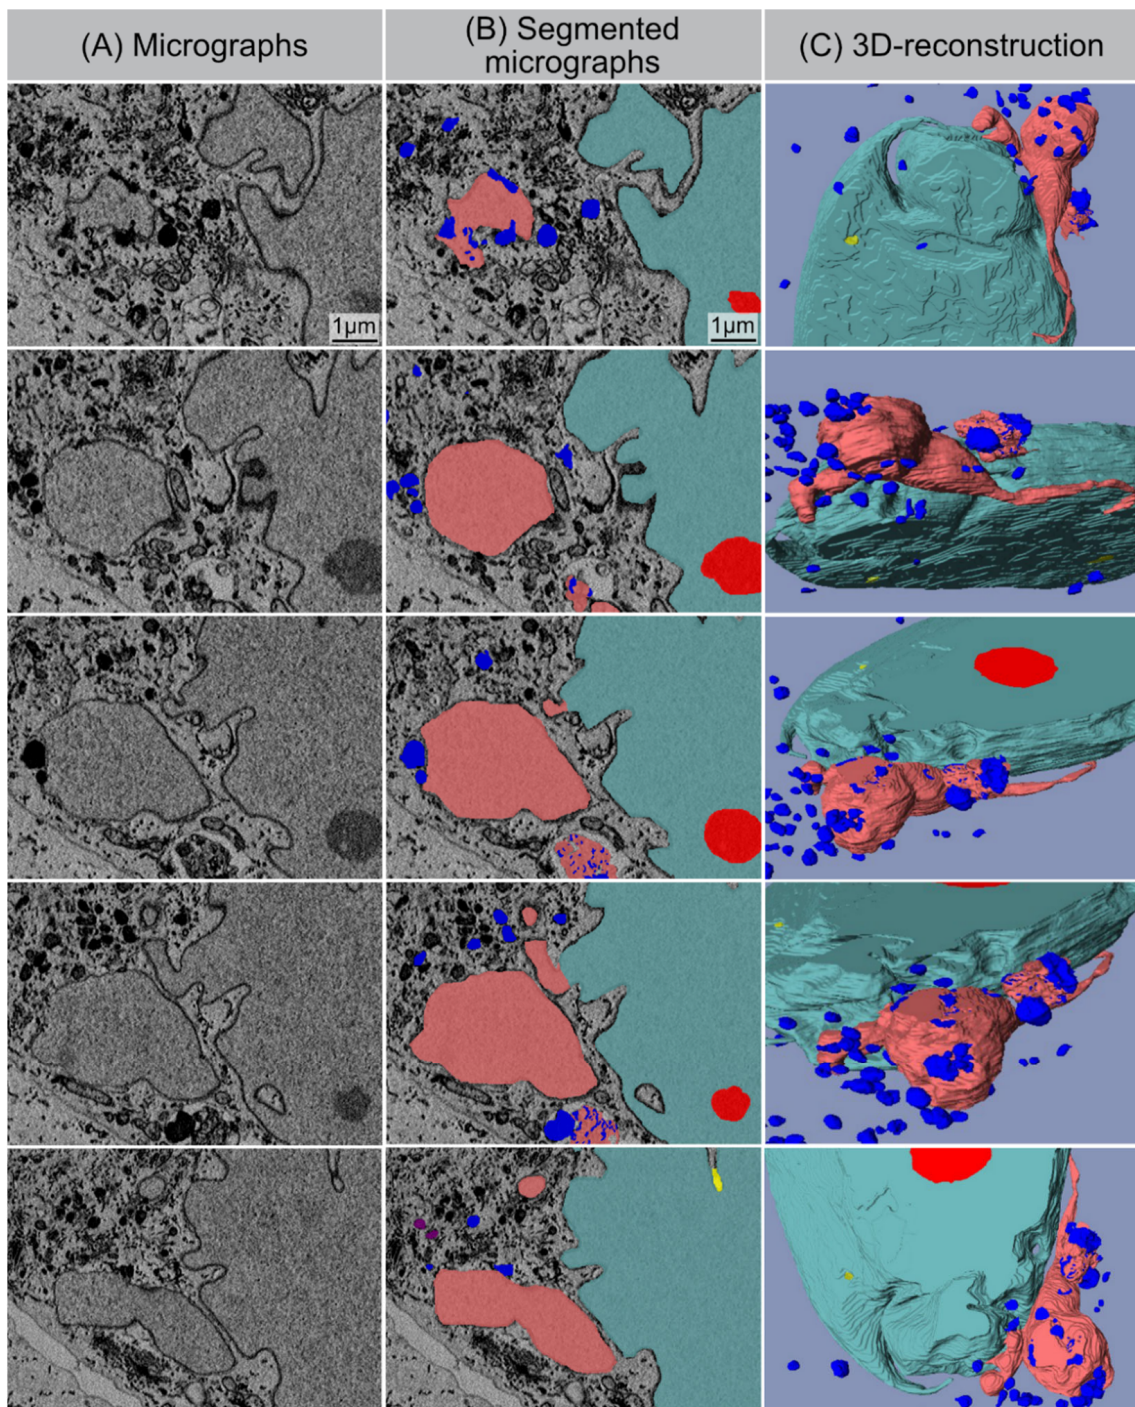 (A) Micrographs
(B) Segmented
micrographs
(C) 3D-reconstruction
1µm
1µm